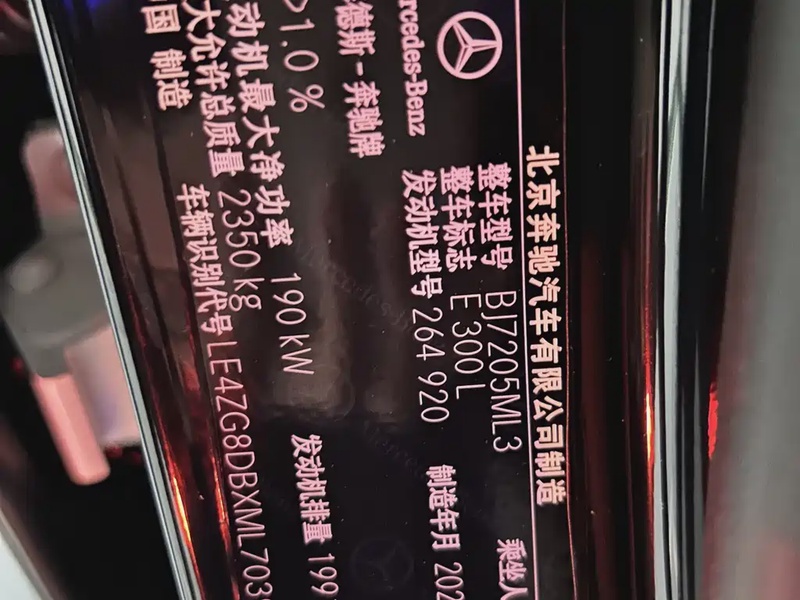 北京奔驰汽车有限公司制造
Mercedes-Benz
整车型号 BJ7205ML3 乘坐人
整车标志 E 300 L
发动机型号 264 920 制造年月 202
德斯-奔驰牌
>1.0 %
动机最大净功率 190 kW 发动机排量 199
大允许总质量 2350 kg
国 制造
车辆识别代号 LE4ZG8DBXML703